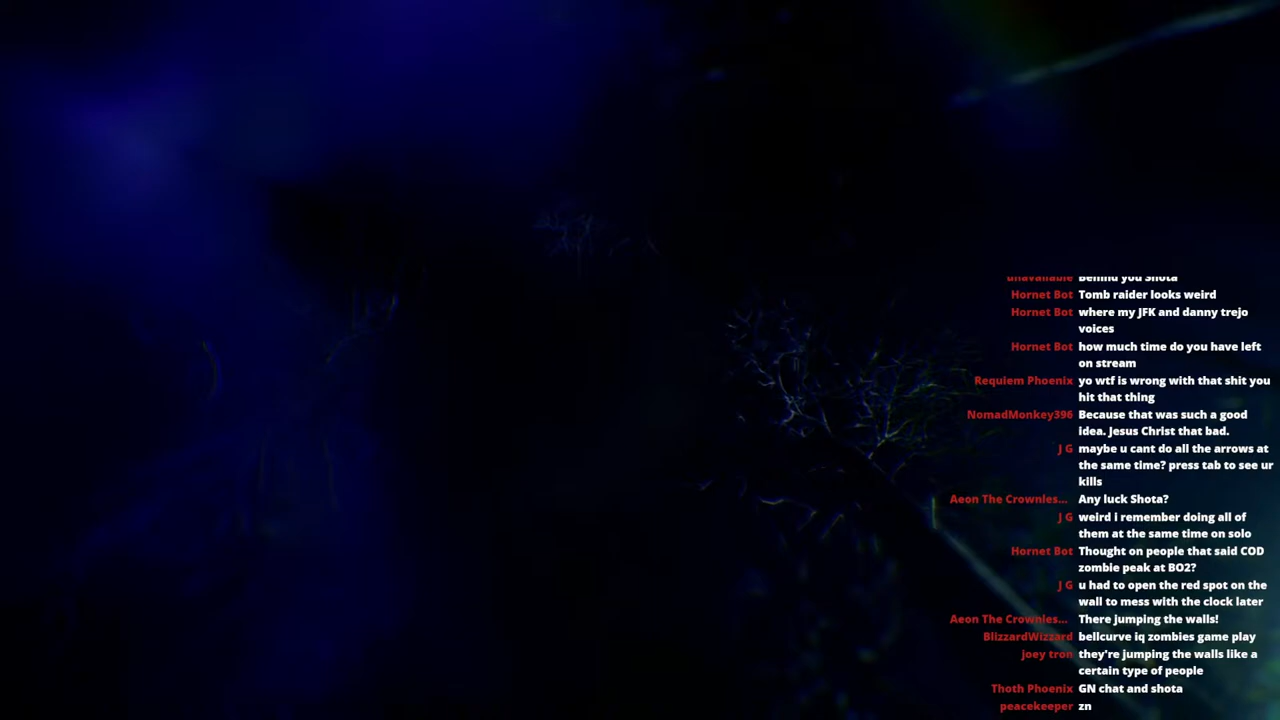 unavailable Behind you Shota
Hornet Bot Tomb raider looks weird
Hornet Bot where my JFK and danny trejo
voices
Hornet Bot how much time do you have left
on stream
Requiem Phoenix yo wtf is wrong with that shit you
hit that thing
NomadMonkey396 Because that was such a good
idea. Jesus Christ that bad.
J G maybe u cant do all the arrows at
the same time? press tab to see ur
kills
Aeon The Crownles... Any luck Shota?
J G weird i remember doing all of
them at the same time on solo
Hornet Bot Thought on people that said COD
zombie peak at BO2?
J G u had to open the red spot on the
wall to mess with the clock later
Aeon The Crownles... There jumping the walls!
BlizzardWizzard bellcurve iq zombies game play
joey tron they're jumping the walls like a
certain type of people
Thoth Phoenix GN chat and shota
peacekeeper zn